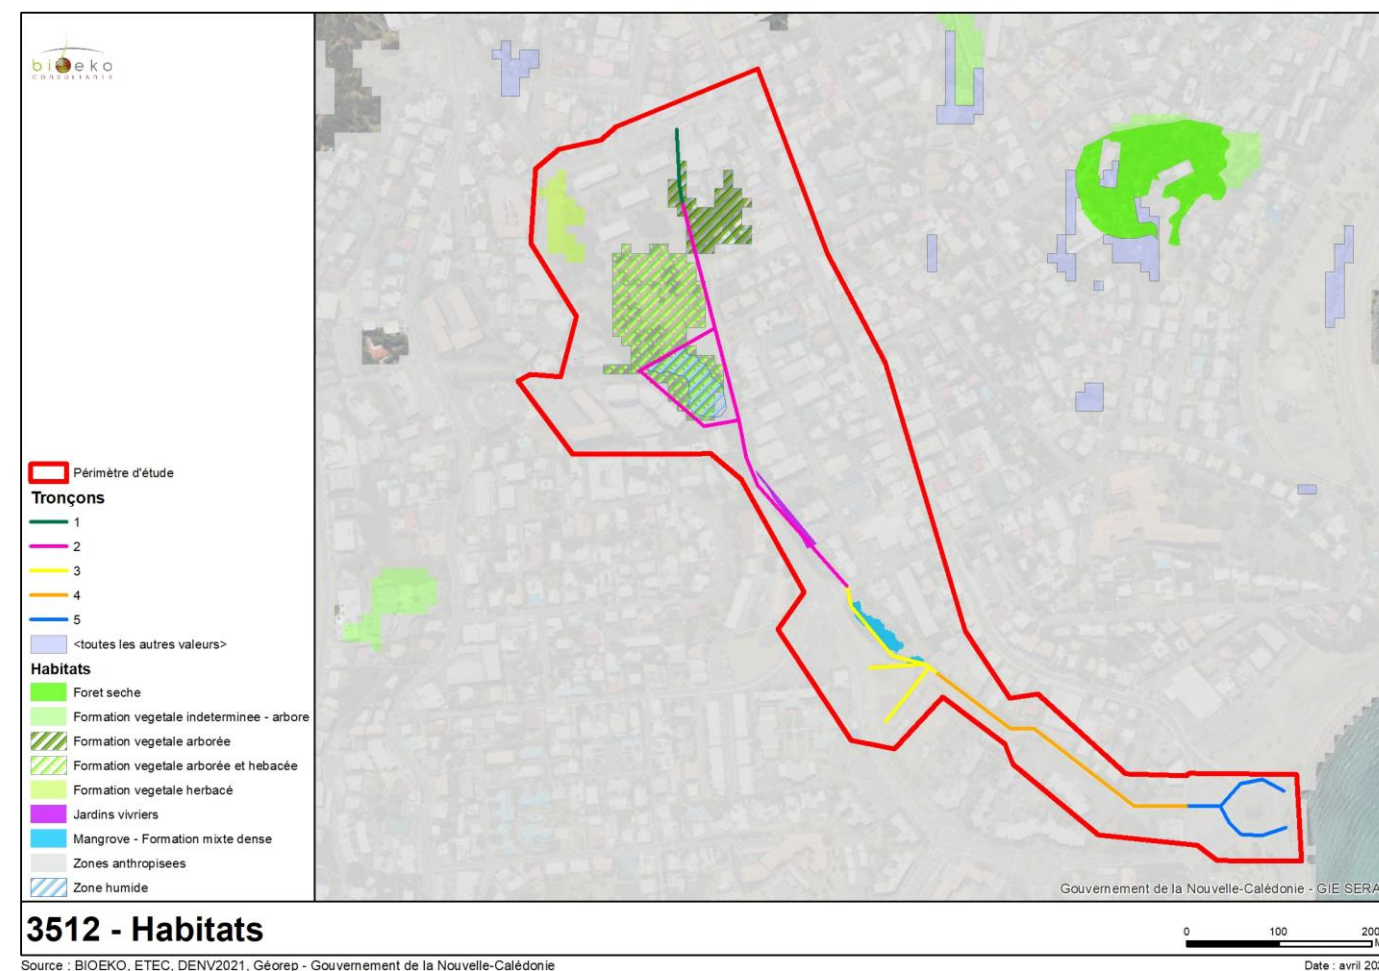 bioeko
CONSULTANTS
Périmètre d'étude
Tronçons
1
2
3
4
5
<toutes les autres valeurs>
Habitats
Foret seche
Formation vegetale indeterminee - arbore
Formation vegetale arborée
Formation vegetale arborée et hebacée
Formation vegetale herbacé
Jardins vivriers
Mangrove - Formation mixte dense
Zones anthropisees
Zone humide
Gouvernement de la Nouvelle-Calédonie - GIE SERA
3512 - Habitats
0 100 200
M
Source : BIOEKO, ETEC, DENV2021, Géorep - Gouvernement de la Nouvelle-Calédonie
Date : avril 202